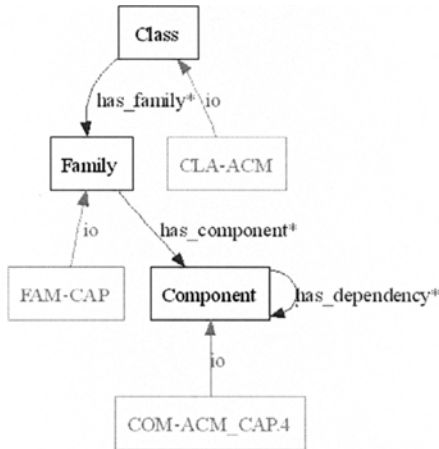 Class
has_family*
io
Family
CLA-ACM
io
has_component*
FAM-CAP
Component
has_dependency*
io
COM-ACM_CAP.4